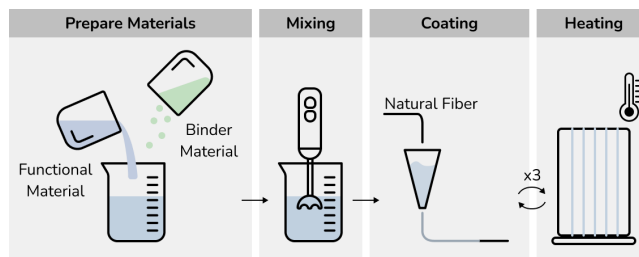 Prepare Materials
Mixing
Coating
Heating
Functional
Material
Binder
Material
Natural Fiber
x3